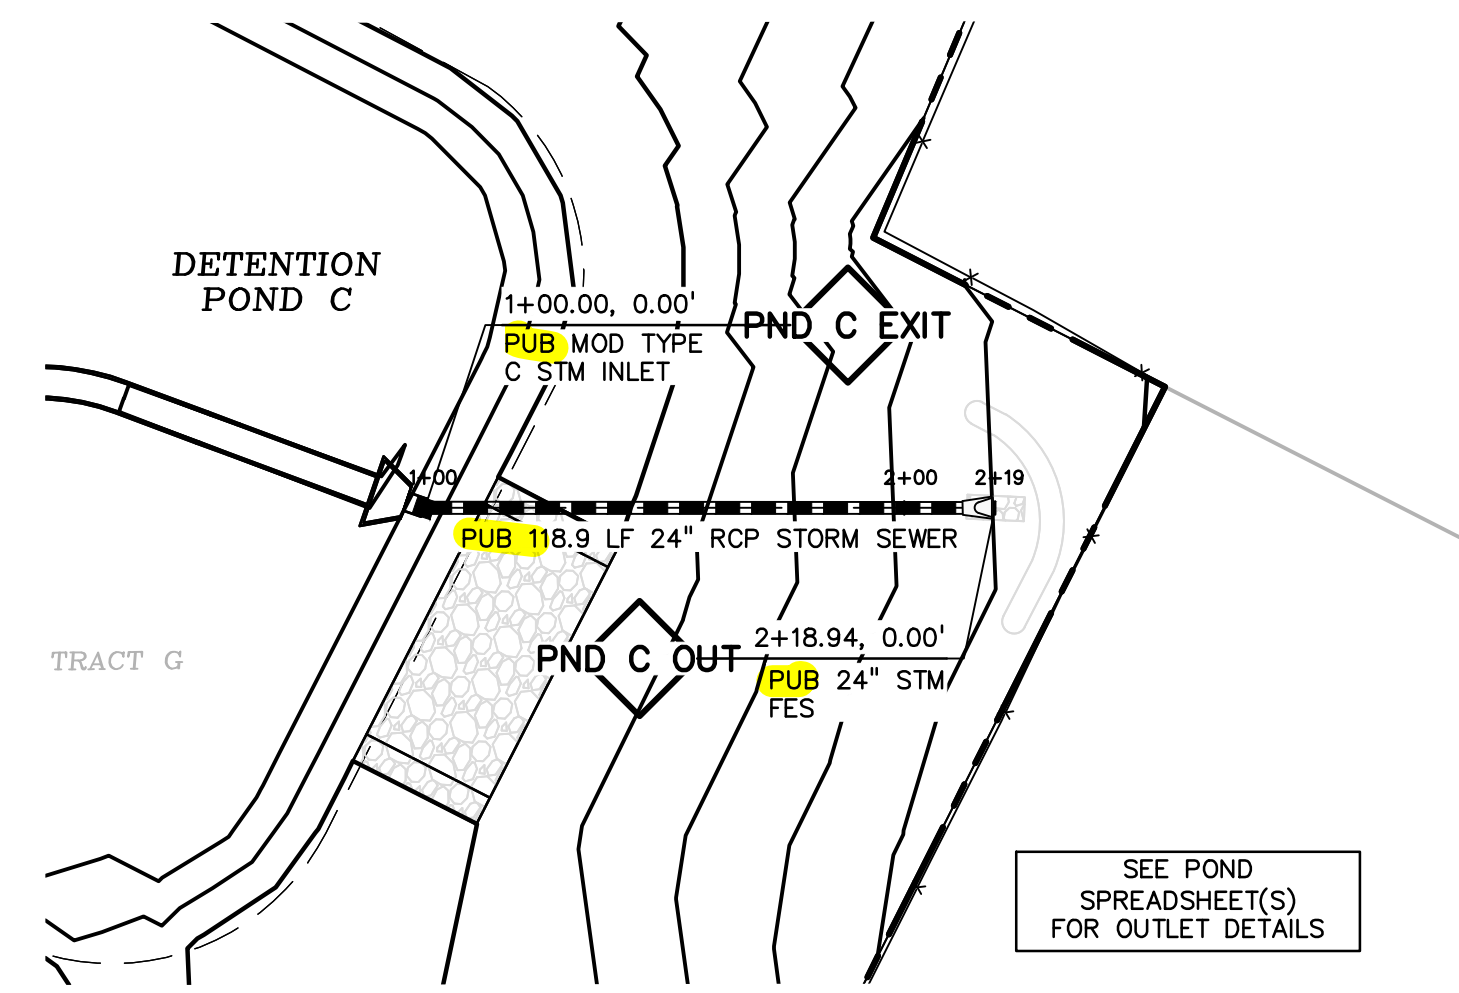 DETENTION
POND C
1+00.00, 0.00'
PUB MOD TYPE
C STM INLET
PND C EXIT
1+00
2+00
2+19
PUB 118.9 LF 24" RCP STORM SEWER
PND C OUT
2+18.94, 0.00'
PUB 24" STM
FES
TRACT G
SEE POND
SPREADSHEET(S)
FOR OUTLET DETAILS